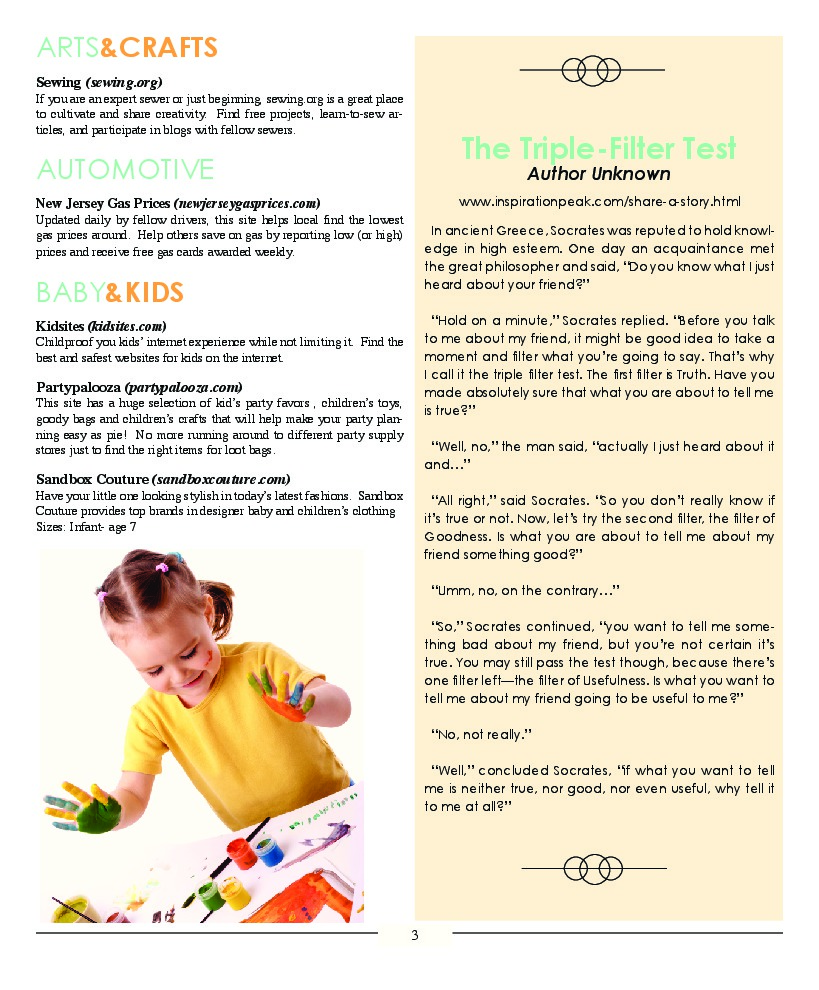 ARTS&CRAFTS
Sewing (sewing.org)
If you are an expert sewer or just beginning, sewing.org is a great place
to cultivate and share creativity. Find free projects, learn-to-sew ar-
ticles, and participate in blogs with fellow sewers.
AUTOMOTIVE
New Jersey Gas Prices (newjerseygasprices.com)
Updated daily by fellow drivers, this site helps local find the lowest
gas prices around. Help others save on gas by reporting low (or high)
prices and receive free gas cards awarded weekly.
BABY&KIDS
Kidsites (kidsites.com)
Childproof you kids’ internet experience while not limiting it. Find the
best and safest websites for kids on the internet.
Partypalooza (partypalooza.com)
This site has a huge selection of kid’s party favors , children’s toys,
goody bags and children’s crafts that will help make your party plan-
ning easy as pie! No more running around to different party supply
stores just to find the right items for loot bags.
Sandbox Couture (sandboxcouture.com)
Have your little one looking stylish in today’s latest fashions. Sandbox
Couture provides top brands in designer baby and children’s clothing
Sizes: Infant- age 7
The Triple-Filter Test
Author Unknown
www.inspirationpeak.com/share-a-story.html
In ancient Greece, Socrates was reputed to hold knowl-
edge in high esteem. One day an acquaintance met
the great philosopher and said, “Do you know what I just
heard about your friend?”
“Hold on a minute,” Socrates replied. “Before you talk
to me about my friend, it might be good idea to take a
moment and filter what you’re going to say. That’s why
I call it the triple filter test. The first filter is Truth. Have you
made absolutely sure that what you are about to tell me
is true?”
“Well, no,” the man said, “actually I just heard about it
and...”
“All right,” said Socrates. “So you don’t really know if
it’s true or not. Now, let’s try the second filter, the filter of
Goodness. Is what you are about to tell me about my
friend something good?”
“Umm, no, on the contrary...”
“So,” Socrates continued, “you want to tell me some-
thing bad about my friend, but you’re not certain it’s
true. You may still pass the test though, because there’s
one filter left—the filter of Usefulness. Is what you want to
tell me about my friend going to be useful to me?”
“No, not really.”
“Well,” concluded Socrates, “if what you want to tell
me is neither true, nor good, nor even useful, why tell it
to me at all?”
3